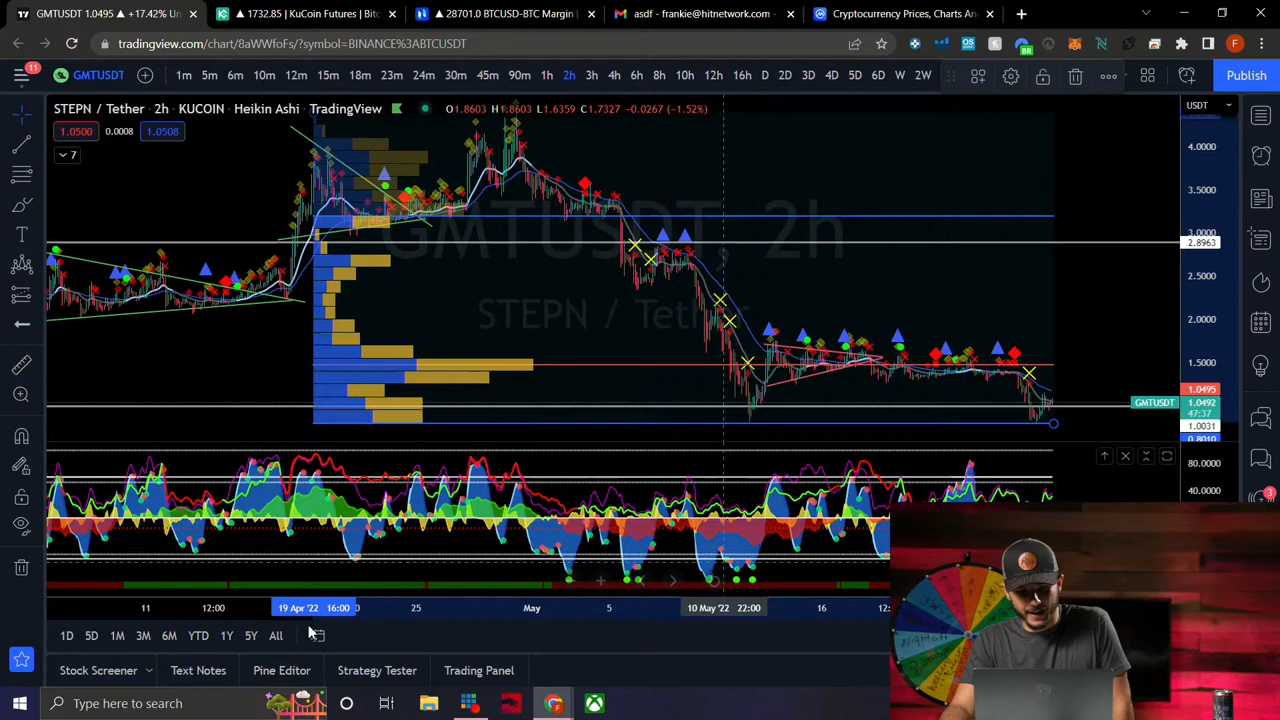 GMTUSDT 1.0495 ▲ +17.42% Un
▲ 1732.85 | KuCoin Futures | Bitc
▲ 28701.0 BTCUSD-BTC Margin |
asdf - frankie@hitnetwork.com -
Cryptocurrency Prices, Charts An
tradingview.com/chart/8aWWfoFs/?symbol=BINANCE%3ABTCUSDT
BR
F
11
GMTUSDT
1m 5m 6m 10m 12m 15m 18m 23m 24m 30m 45m 90m 1h 2h 3h 4h 6h 8h 10h 12h 16h D 2D 3D 4D 5D 6D W 2W
Publish
STEPN / Tether · 2h · KUCOIN · Heikin Ashi · TradingView
O1.8603 H1.8603 L1.6359 C1.7327 -0.0267 (-1.52%)
USDT
1.0500 0.0008 1.0508
7
4.0000
3.5000
2.8963
2.5000
2.0000
1.5000
1.0495
GMTUSDT 1.0492
47:37
1.0031
0.8010
GMTUSDT, 2h
STEPN / Tether
80.0000
40.0000
3
11 12:00 19 Apr '22 16:00 25 May 5 10 May '22 22:00 16
1D 5D 1M 3M 6M YTD 1Y 5Y All
Stock Screener Text Notes Pine Editor Strategy Tester Trading Panel
Type here to search